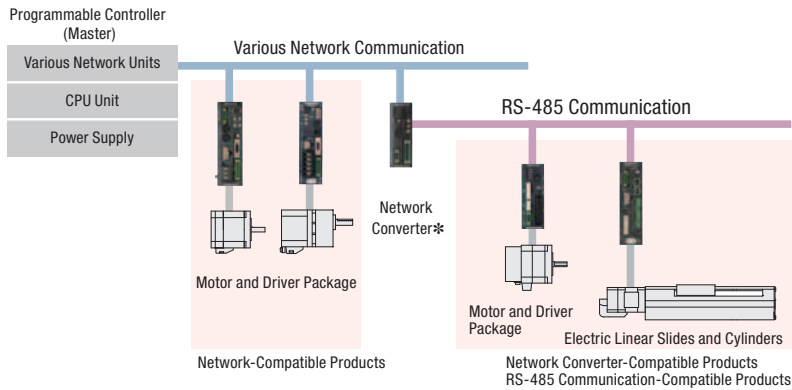 Programmable Controller
(Master)
Various Network Units
CPU Unit
Power Supply
Various Network Communication
RS-485 Communication
Network
Converter*
Motor and Driver Package
Motor and Driver
Package
Electric Linear Slides and Cylinders
Network-Compatible Products
Network Converter-Compatible Products
RS-485 Communication-Compatible Products